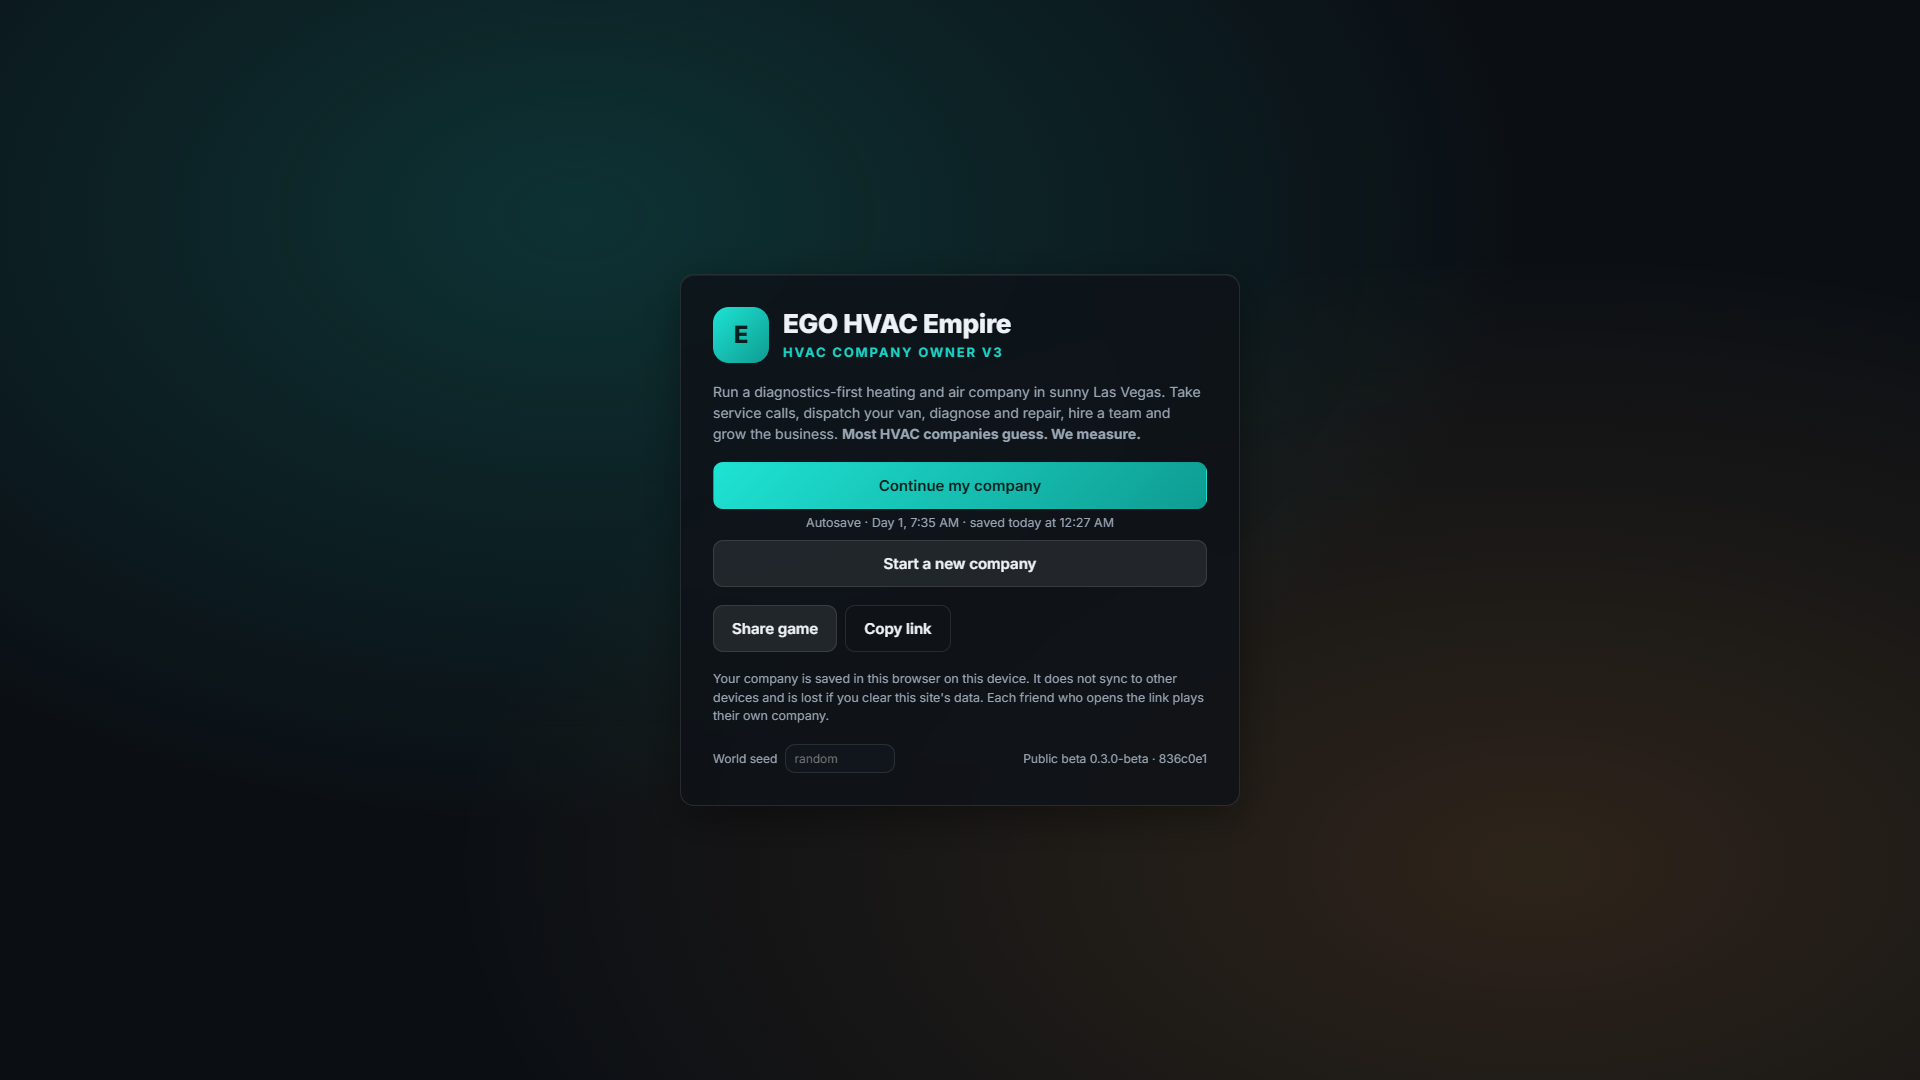 E
EGO HVAC Empire
HVAC COMPANY OWNER V3
Run a diagnostics-first heating and air company in sunny Las Vegas. Take
service calls, dispatch your van, diagnose and repair, hire a team and
grow the business. Most HVAC companies guess. We measure.
Continue my company
Autosave · Day 1, 7:35 AM · saved today at 12:27 AM
Start a new company
Share game
Copy link
Your company is saved in this browser on this device. It does not sync to other
devices and is lost if you clear this site's data. Each friend who opens the link plays
their own company.
World seed
random
Public beta 0.3.0-beta · 836c0e1